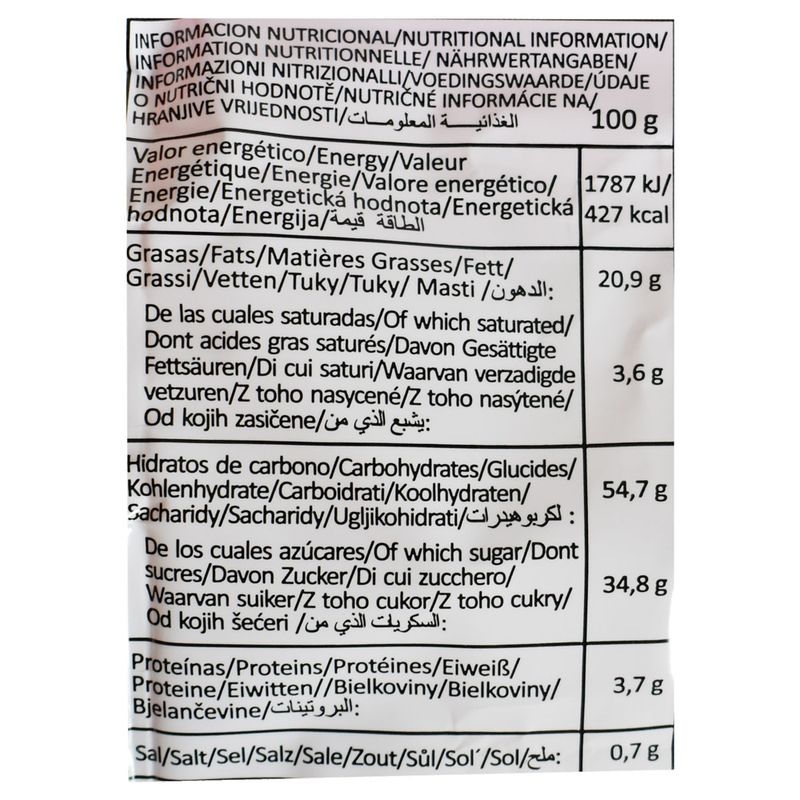 INFORMACION NUTRICIONAL/NUTRITIONAL INFORMATION/
INFORMATION NUTRITIONNELLE/ NÄHRWERTANGABEN/
INFORMAZIONI NITRIZIONALLI/VOEDINGSWAARDE/ÚDAJE
O NUTRIČNÍ HODNOTĚ/NUTRIČNÉ INFORMÁCIE NA/
HRANJIVE VRIJEDNOSTI/الغذائيـــة المعلومـــات
100 g
Valor energético/Energy/Valeur
Energétique/Energie/Valore energético/
Energie/Energetická hodnota/Energetická
hodnota/Energija/الطاقة قيمة
1787 kJ/
427 kcal
Grasas/Fats/Matières Grasses/Fett/
Grassi/Vetten/Tuky/Tuky/ Masti /الدهون:
20,9 g
De las cuales saturadas/Of which saturated/
Dont acides gras saturés/Davon Gesättigte
Fettsäuren/Di cui saturi/Waarvan verzadigde
vetzuren/Z toho nasycené/Z toho nasýtené/
Od kojih zasičene/يشبع الذي من:
3,6 g
Hidratos de carbono/Carbohydrates/Glucides/
Kohlenhydrate/Carboidrati/Koolhydraten/
Sacharidy/Sacharidy/Ugljikohidrati/لكربوهيدرات :
54,7 g
De los cuales azúcares/Of which sugar/Dont
sucres/Davon Zucker/Di cui zucchero/
Waarvan suiker/Z toho cukor/Z toho cukry/
Od kojih šećeri /السكريات الذي من:
34,8 g
Proteínas/Proteins/Protéines/Eiweiß/
Proteine/Eiwitten//Bielkoviny/Bielkoviny/
Bjelančevine/البروتينات:
3,7 g
Sal/Salt/Sel/Salz/Sale/Zout/Sůl/Sol´/Sol/ملح:
0,7 g